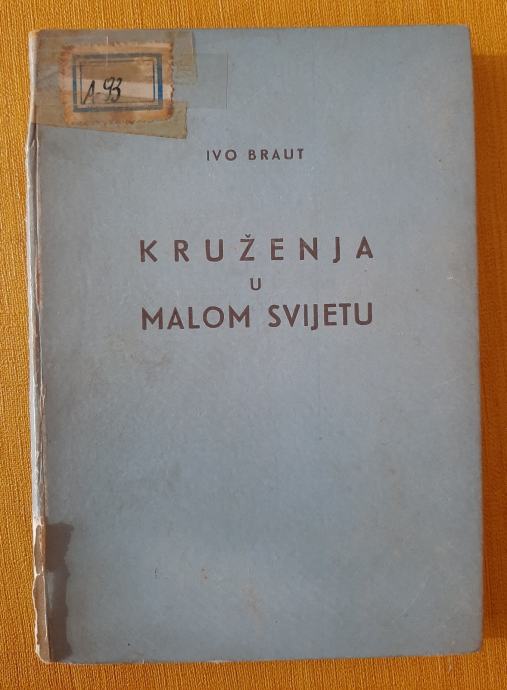 A-93
IVO BRAUT
KRUŽENJA
U
MALOM SVIJETU